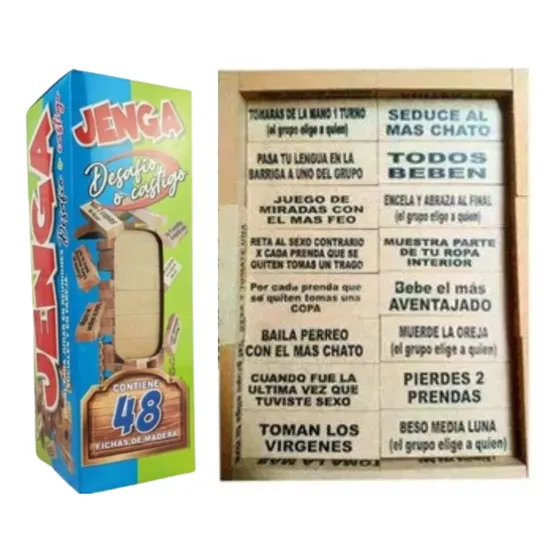 JENGA
Desafío
o castigo
CONTIENE
48
FICHAS DE MADERA
JENGA
Desafío o castigo
TOMARAS DE LA MANO 1 TURNO
(el grupo elige a quien)
SEDUCE AL
MAS CHATO
PASA TU LENGUA EN LA
BARRIGA A UNO DEL GRUPO
TODOS
BEBEN
JUEGO DE
MIRADAS CON
EL MAS FEO
ENCELA Y ABRAZA AL FINAL
(el grupo elige a quien)
RETA AL SEXO CONTRARIO
X CADA PRENDA QUE SE
QUITEN TOMAS UN TRAGO
MUESTRA PARTE
DE TU ROPA
INTERIOR
Por cada prenda que
se quiten tomas una
COPA
Bebe el más
AVENTAJADO
BAILA PERREO
CON EL MAS CHATO
MUERDE LA OREJA
(el grupo elige a quien)
CUANDO FUE LA
ULTIMA VEZ QUE
TUVISTE SEXO
PIERDES 2
PRENDAS
TOMAN LOS
VIRGENES
BESO MEDIA LUNA
(el grupo elige a quien)
TOMA LA MAS